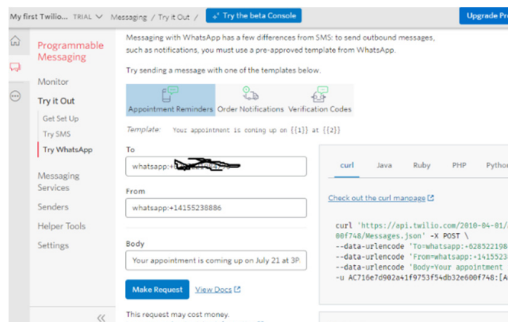 My first Twilio... TRIAL Messaging / Try it Out / Try the beta Console Upgrade Pr
Programmable Messaging
Monitor
Try it Out
Get Set Up
Try SMS
Try WhatsApp
Messaging Services
Senders
Helper Tools
Settings
Messaging with WhatsApp has a few differences from SMS: to send outbound messages,
such as notifications, you must use a pre-approved template from WhatsApp.
Try sending a message with one of the templates below.
Appointment Reminders Order Notifications Verification Codes
Template: Your appointment is coming up on {{1}} at {{2}}
To
whatsapp:+
From
whatsapp:+14155238886
Body
Your appointment is coming up on July 21 at 3P
Make Request View Docs
This request may cost money.
curl Java Ruby PHP Python
Check out the curl manpage
curl 'https://api.twilio.com/2010-04-01/
/Messages.json' -X POST \
--data-urlencode 'To=whatsapp:
--data-urlencode 'From=whatsapp:
--data-urlencode 'Body=Your appointment
-u